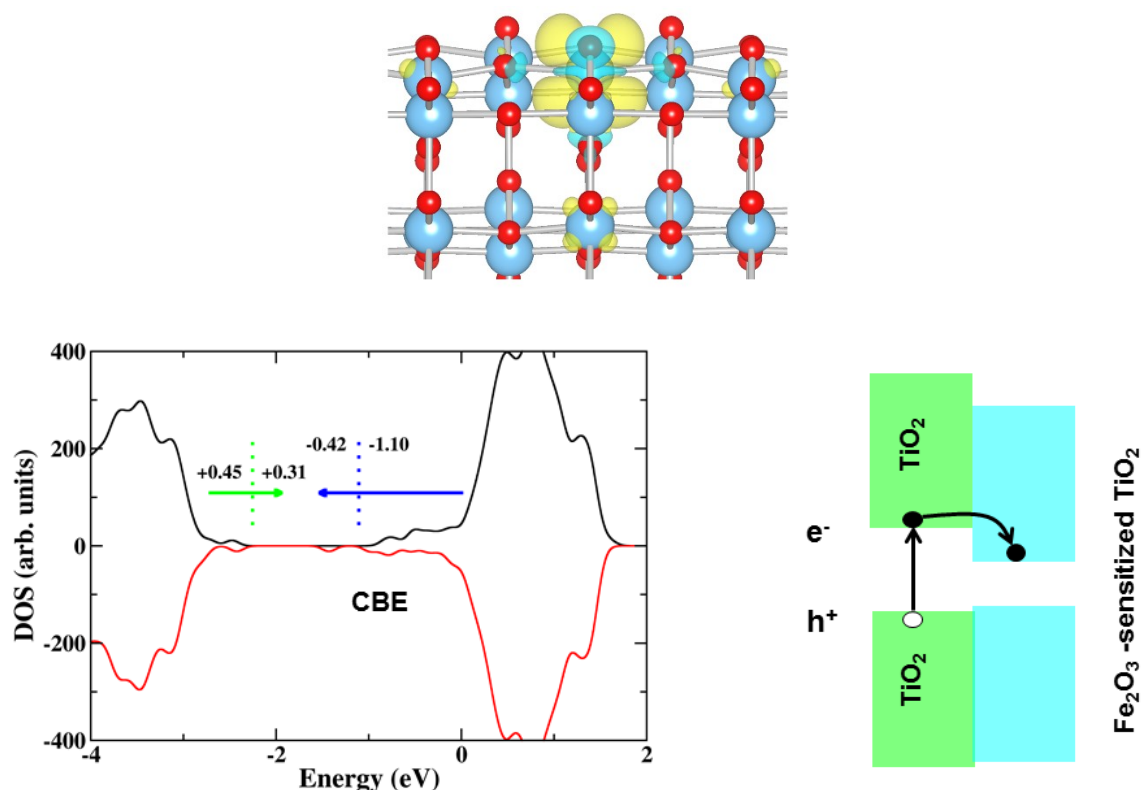 400
200
0
-200
-400
DOS (arb. units)
+0.45
+0.31
-0.42
-1.10
CBE
-4
-2
0
2
Energy (eV)
TiO₂
e⁻
h⁺
TiO₂
Fe₂O₃ -sensitized TiO₂